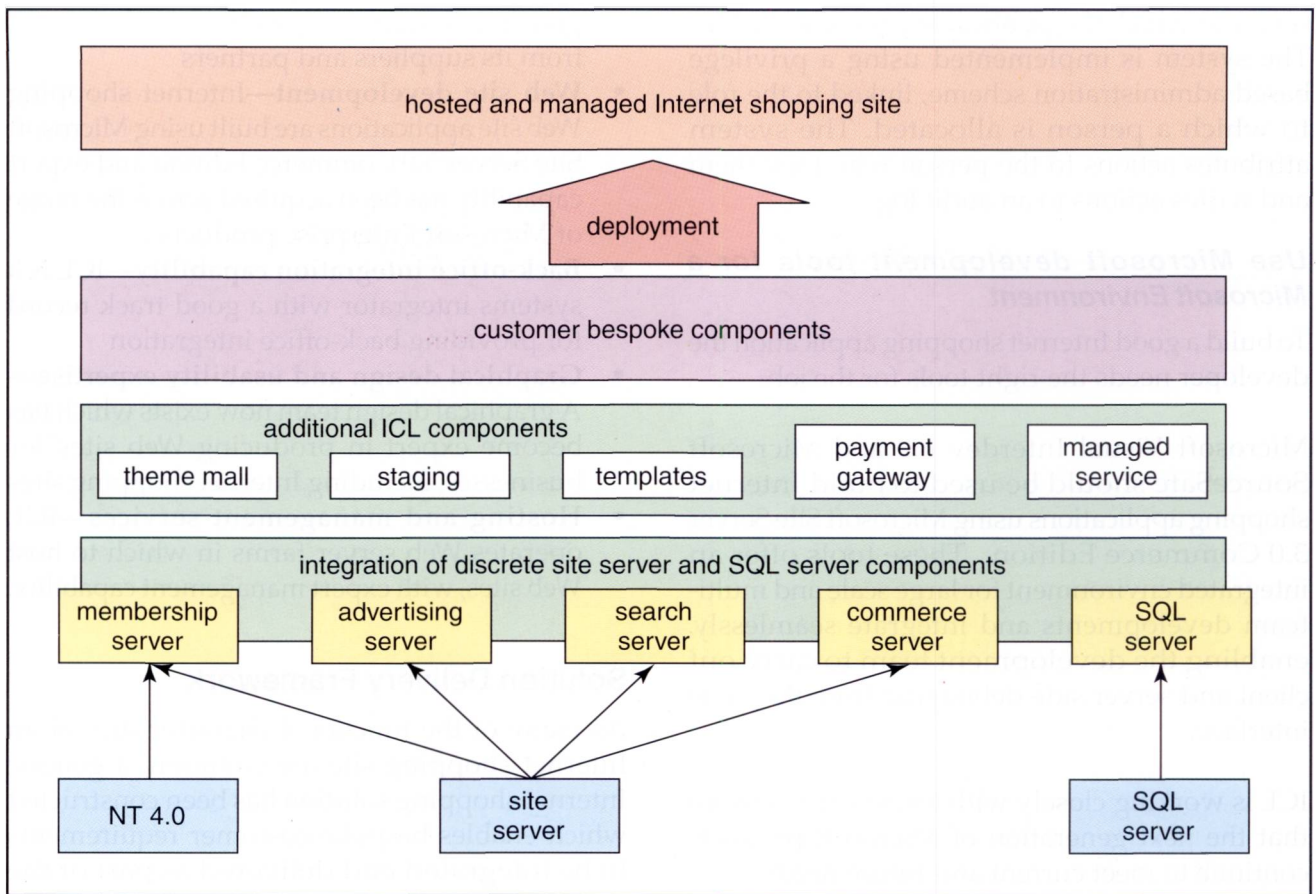 hosted and managed Internet shopping site
deployment
customer bespoke components
additional ICL components
theme mall
staging
templates
payment
gateway
managed
service
integration of discrete site server and SQL server components
membership
server
advertising
server
search
server
commerce
server
SQL
server
NT 4.0
site
server
SQL
server